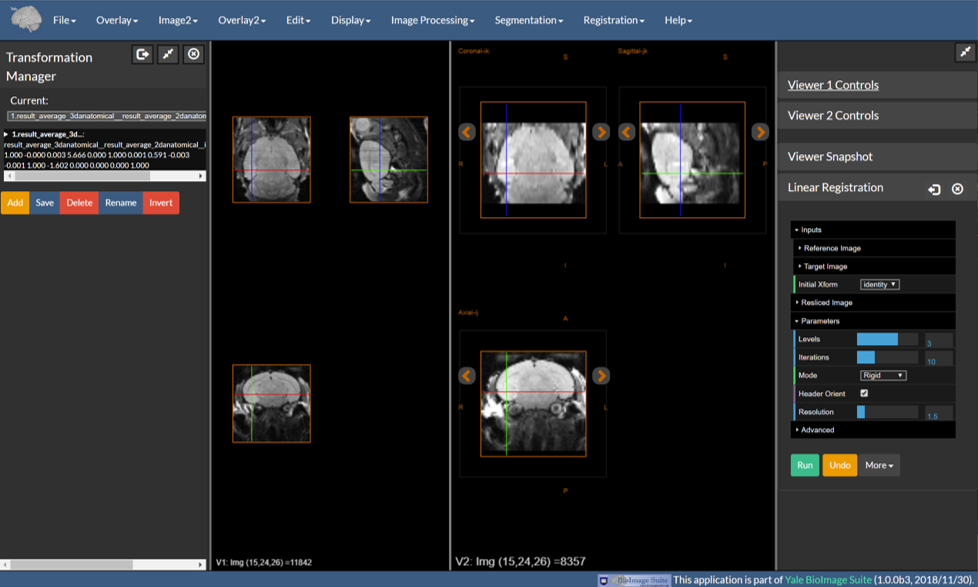 File Overlay Image2 Overlay2 Edit Display Image Processing Segmentation Registration Help
Transformation
Manager
Current:
1.result_average_3danatomical__result_average_2danaton
1.result_average_3d...:
result_average_3danatomical__result_average_2danatomical__i
1.000 -0.000 0.003 5.666 0.000 1.000 0.001 0.591 -0.003
-0.001 1.000 -1.602 0.000 0.000 0.000 1.000
Add Save Delete Rename Invert
V1: Img (15,24,26) =11842
Coronal-ik
S
R
L
I
Sagittal-jk
S
A
P
I
Axial-ij
A
R
L
P
V2: Img (15,24,26) =8357
Viewer 1 Controls
Viewer 2 Controls
Viewer Snapshot
Linear Registration
Inputs
Reference Image
Target Image
Initial Xform identity
Resliced Image
Parameters
Levels 3
Iterations 10
Mode Rigid
Header Orient
Resolution 1.5
Advanced
Run Undo More
BioImage Suite This application is part of Yale BioImage Suite (1.0.0b3, 2018/11/30).